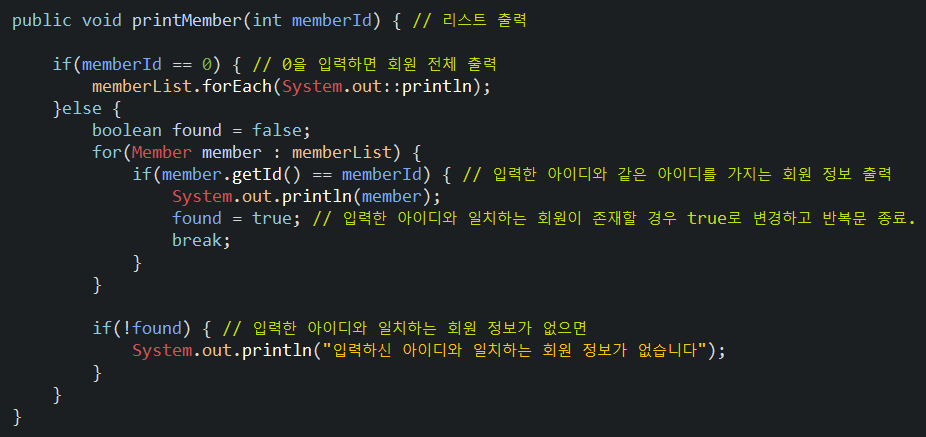 public void printMember(int memberId) { // 리스트 출력
if(memberId == 0) { // 0을 입력하면 회원 전체 출력
memberList.forEach(System.out::println);
}else {
boolean found = false;
for(Member member : memberList) {
if(member.getId() == memberId) { // 입력한 아이디와 같은 아이디를 가지는 회원 정보 출력
System.out.println(member);
found = true; // 입력한 아이디와 일치하는 회원이 존재할 경우 true로 변경하고 반복문 종료.
break;
}
}
if(!found) { // 입력한 아이디와 일치하는 회원 정보가 없으면
System.out.println("입력하신 아이디와 일치하는 회원 정보가 없습니다");
}
}
}